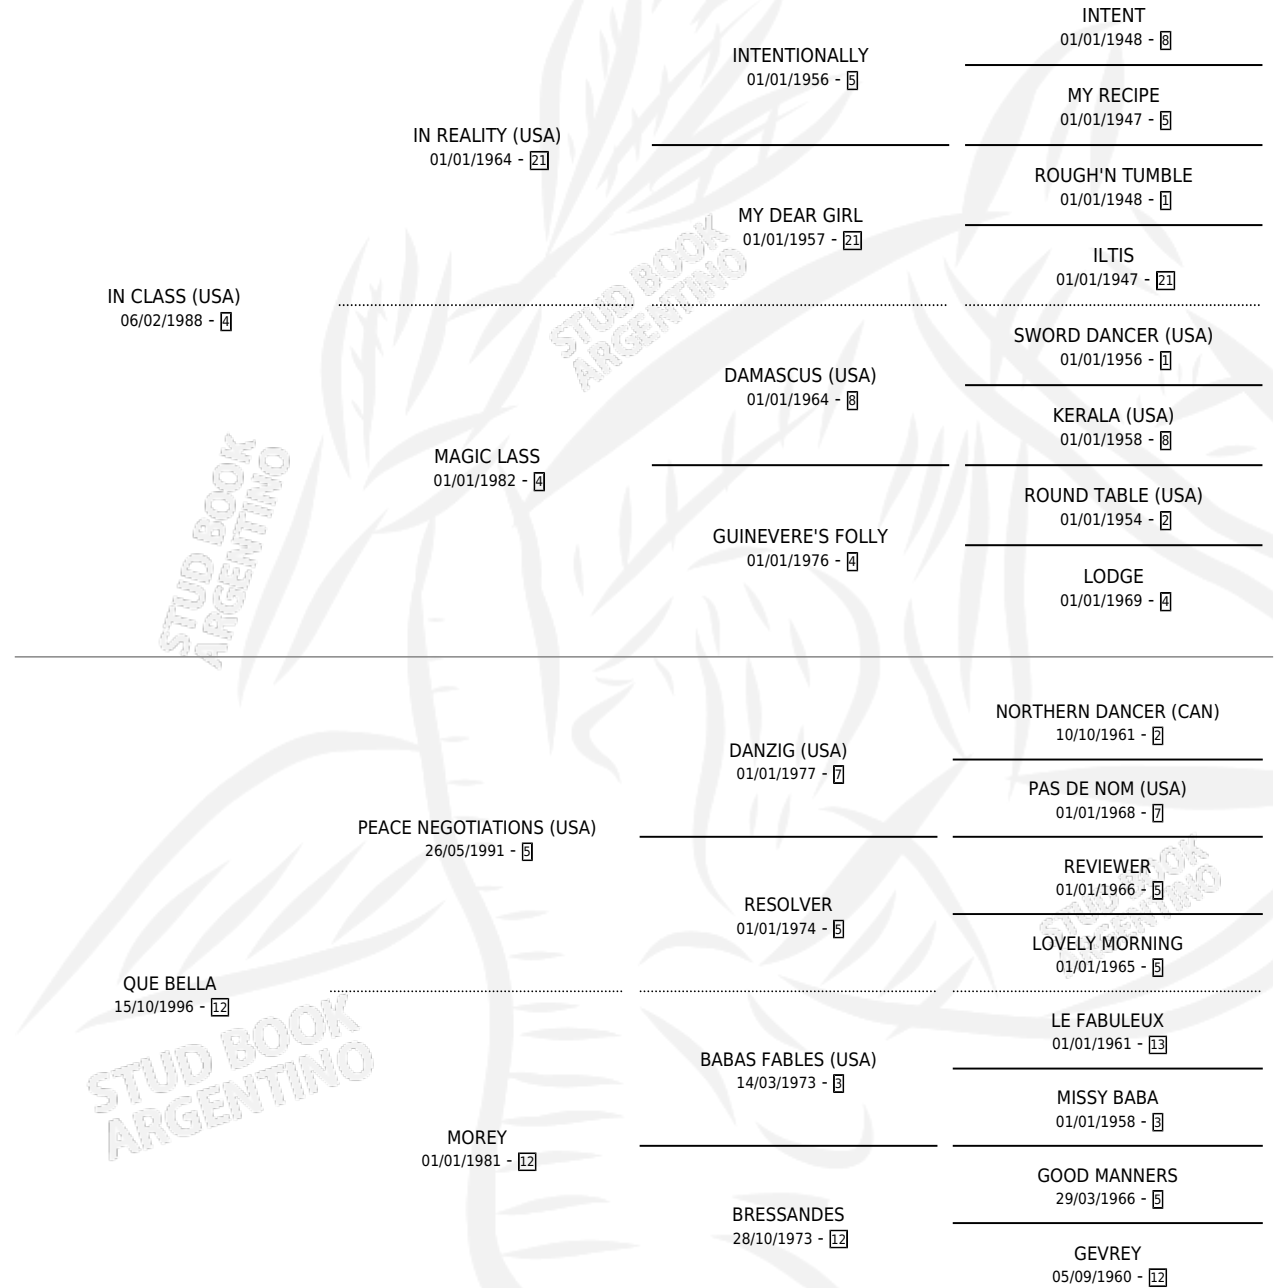 INTENT
01/01/1948 - 8
INTENTIONALLY
01/01/1956 - 5
MY RECIPE
01/01/1947 - 5
IN REALITY (USA)
01/01/1964 - 21
ROUGH'N TUMBLE
01/01/1948 - 1
MY DEAR GIRL
01/01/1957 - 21
ILTIS
01/01/1947 - 21
IN CLASS (USA)
06/02/1988 - 4
STUD BOOK
ARGENTINO
SWORD DANCER (USA)
01/01/1956 - 1
DAMASCUS (USA)
01/01/1964 - 8
KERALA (USA)
01/01/1958 - 8
MAGIC LASS
01/01/1982 - 4
STUD BOOK
ARGENTINO
ROUND TABLE (USA)
01/01/1954 - 2
GUINEVERE'S FOLLY
01/01/1976 - 4
LODGE
01/01/1969 - 4
NORTHERN DANCER (CAN)
10/10/1961 - 2
DANZIG (USA)
01/01/1977 - 7
PAS DE NOM (USA)
01/01/1968 - 7
PEACE NEGOTIATIONS (USA)
26/05/1991 - 5
REVIEWER
01/01/1966 - 5
STUD BOOK
ARGENTINO
RESOLVER
01/01/1974 - 5
LOVELY MORNING
01/01/1965 - 5
QUE BELLA
15/10/1996 - 12
STUD BOOK
ARGENTINO
LE FABULEUX
01/01/1961 - 13
BABAS FABLES (USA)
14/03/1973 - 3
MISSY BABA
01/01/1958 - 3
MOREY
01/01/1981 - 12
GOOD MANNERS
29/03/1966 - 5
BRESSANDES
28/10/1973 - 12
GEVREY
05/09/1960 - 12